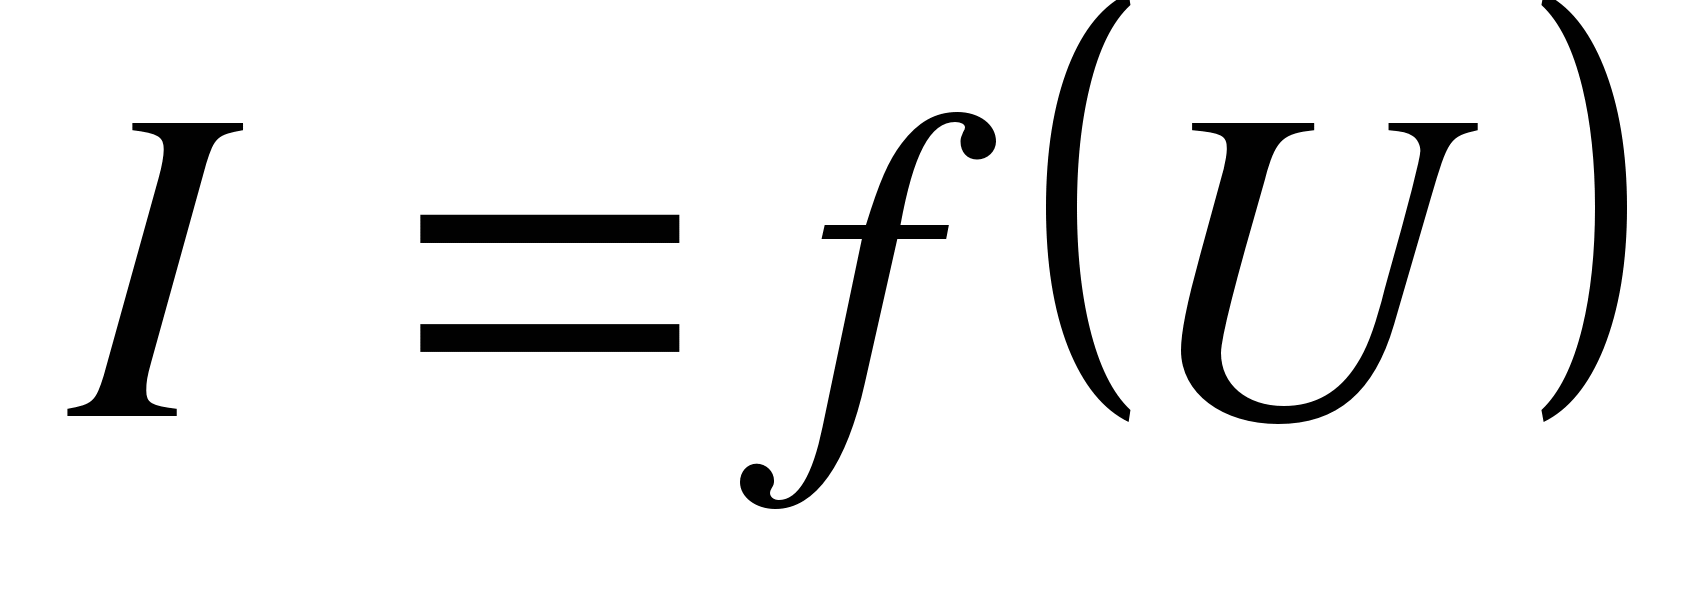 I = f(U)